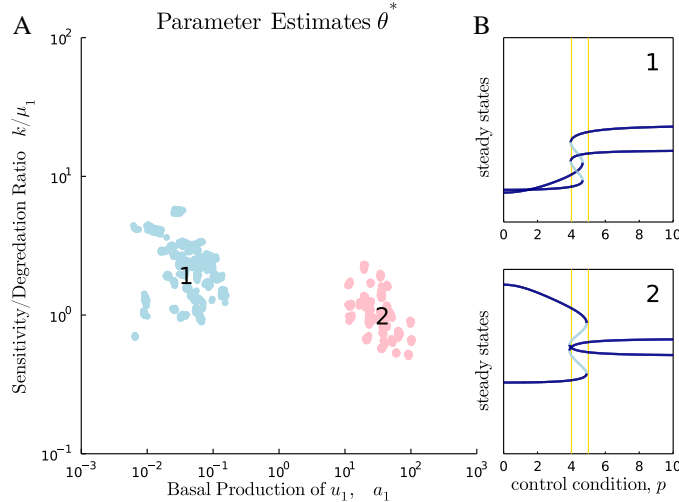 A
Parameter Estimates θ*
Sensitivity/Degredation Ratio k/μ₁
10²
10¹
10⁰
10⁻¹
1
2
10⁻³ 10⁻² 10⁻¹ 10⁰ 10¹ 10² 10³
Basal Production of u₁, a₁
B
steady states
1
0 2 4 6 8 10
steady states
2
0 2 4 6 8 10
control condition, p